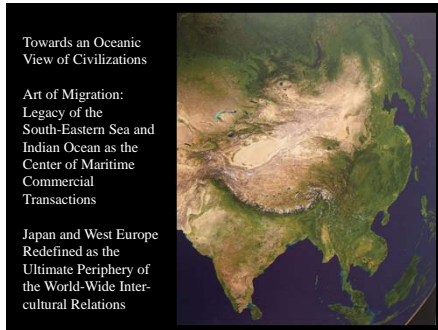 Towards an Oceanic
View of Civilizations
Art of Migration:
Legacy of the
South-Eastern Sea and
Indian Ocean as the
Center of Maritime
Commercial
Transactions
Japan and West Europe
Redefined as the
Ultimate Periphery of
the World-Wide Inter-
cultural Relations